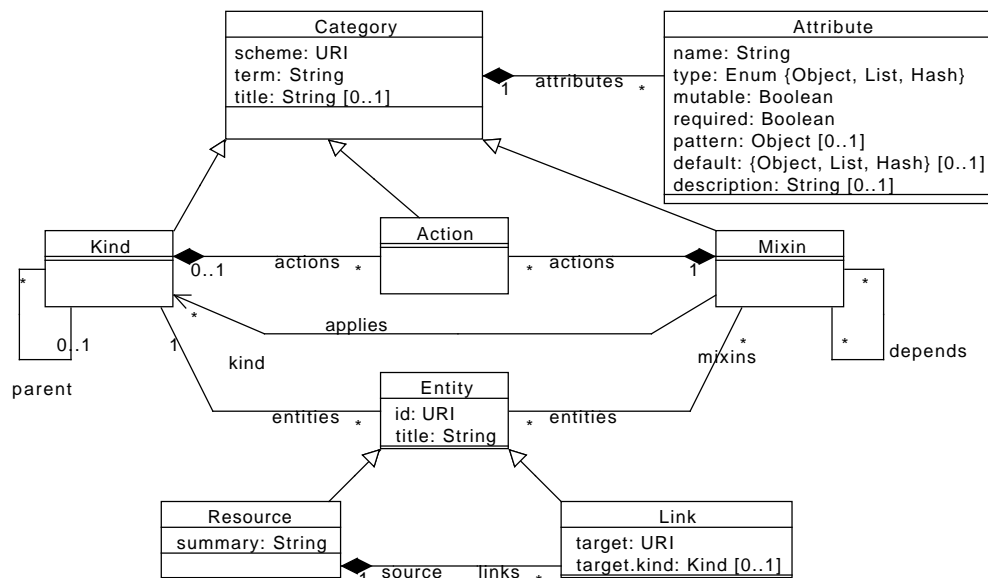 Category
scheme: URI
term: String
title: String [0..1]
Attribute
name: String
type: Enum {Object, List, Hash}
mutable: Boolean
required: Boolean
pattern: Object [0..1]
default: {Object, List, Hash} [0..1]
description: String [0..1]
1 attributes *
Kind
Action
Mixin
0..1 actions *
* actions 1
*
0..1
parent
*
applies
1
kind
*
*
depends
*
mixins
Entity
id: URI
title: String
entities *
* entities
Resource
summary: String
Link
target: URI
target.kind: Kind [0..1]
1 source links *